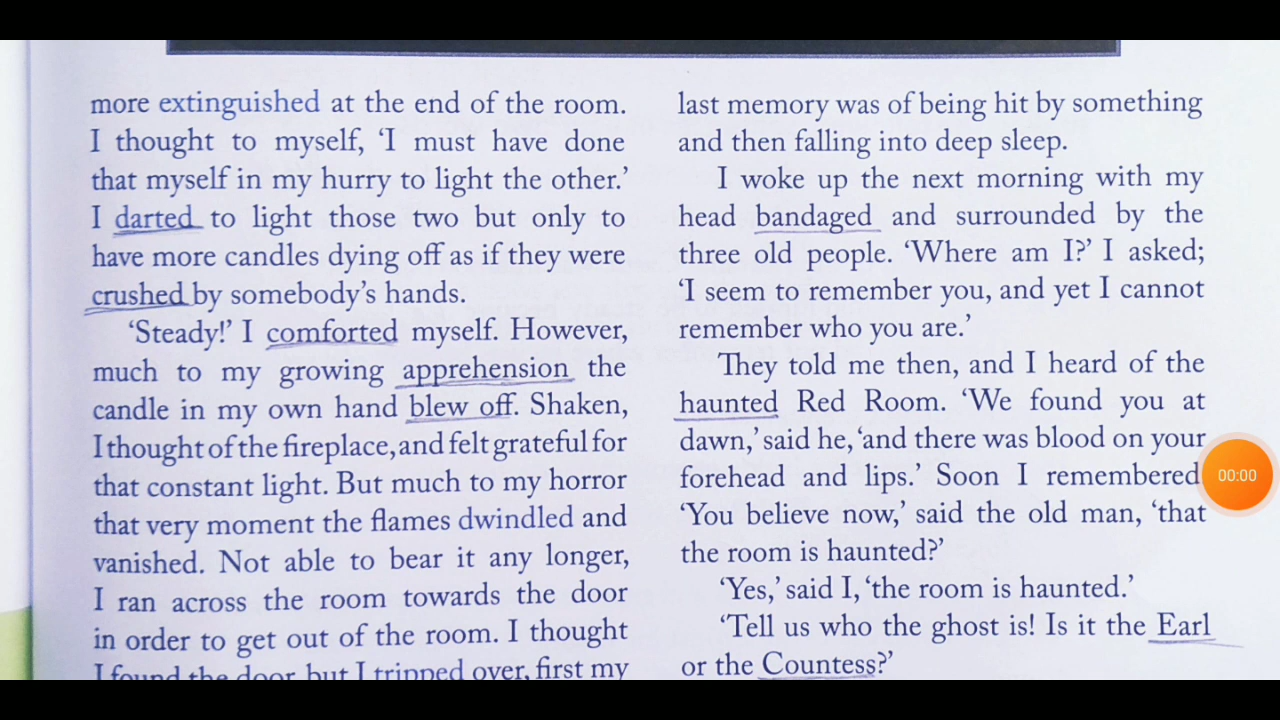 more extinguished at the end of the room.
I thought to myself, ‘I must have done
that myself in my hurry to light the other.’
I darted to light those two but only to
have more candles dying off as if they were
crushed by somebody’s hands.
‘Steady!’ I comforted myself. However,
much to my growing apprehension the
candle in my own hand blew off. Shaken,
I thought of the fireplace, and felt grateful for
that constant light. But much to my horror
that very moment the flames dwindled and
vanished. Not able to bear it any longer,
I ran across the room towards the door
in order to get out of the room. I thought
I found the door, but I tripped over, first my
last memory was of being hit by something
and then falling into deep sleep.
I woke up the next morning with my
head bandaged and surrounded by the
three old people. ‘Where am I?’ I asked;
‘I seem to remember you, and yet I cannot
remember who you are.’
They told me then, and I heard of the
haunted Red Room. ‘We found you at
dawn,’ said he, ‘and there was blood on your
forehead and lips.’ Soon I remembered
‘You believe now,’ said the old man, ‘that
the room is haunted?’
‘Yes,’ said I, ‘the room is haunted.’
‘Tell us who the ghost is! Is it the Earl
or the Countess?’
00:00